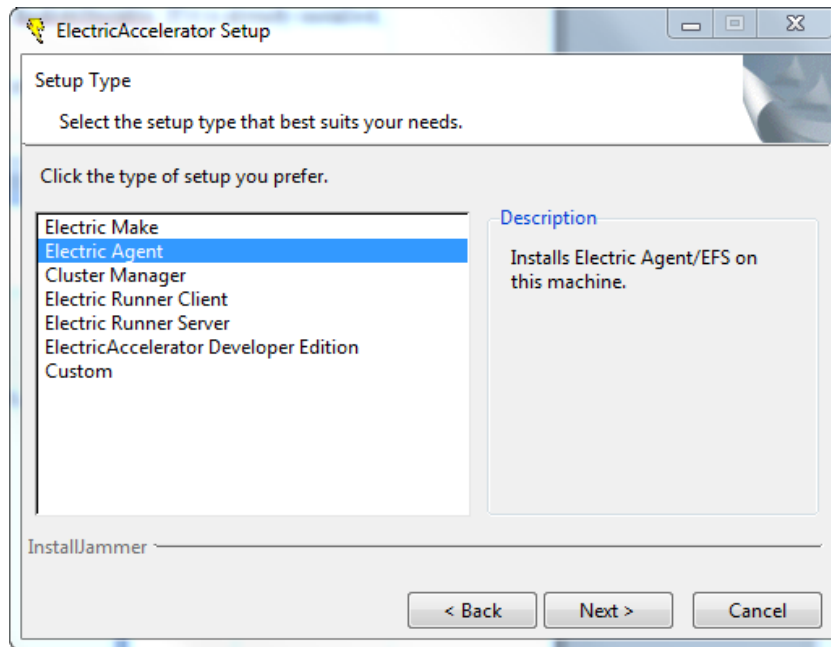 ElectricAccelerator Setup
Setup Type
Select the setup type that best suits your needs.
Click the type of setup you prefer.
Electric Make
Electric Agent
Cluster Manager
Electric Runner Client
Electric Runner Server
ElectricAccelerator Developer Edition
Custom
Description
Installs Electric Agent/EFS on
this machine.
InstallJammer
< Back
Next >
Cancel